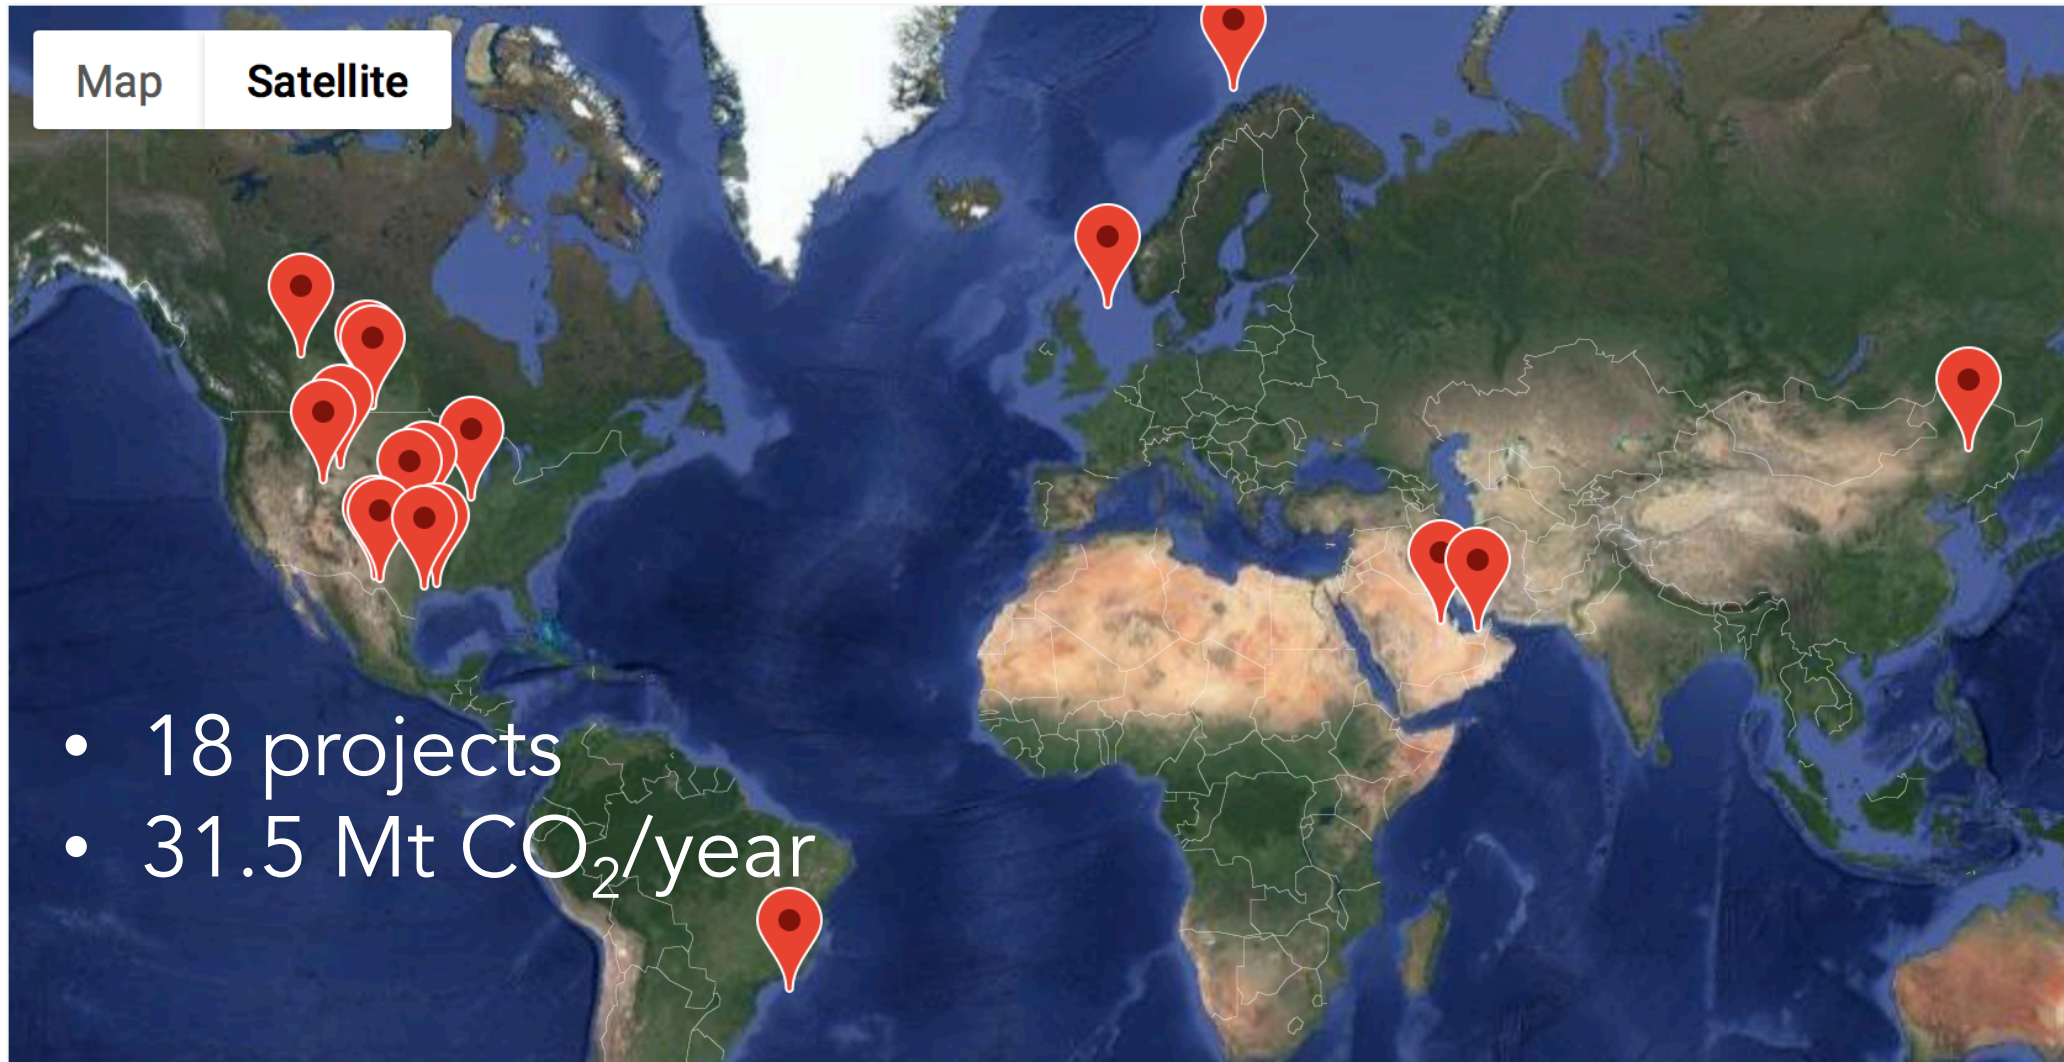 Map Satellite
• 18 projects
• 31.5 Mt CO₂/year